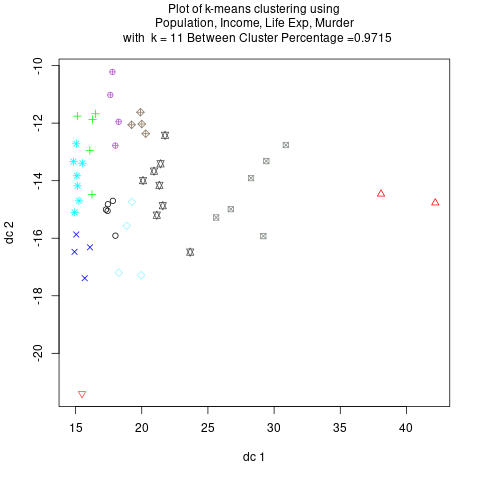 Plot of k-means clustering using
Population, Income, Life Exp, Murder
with k = 11 Between Cluster Percentage =0.9715
-10
-12
-14
-16
-18
-20
dc 2
15 20 25 30 35 40
dc 1